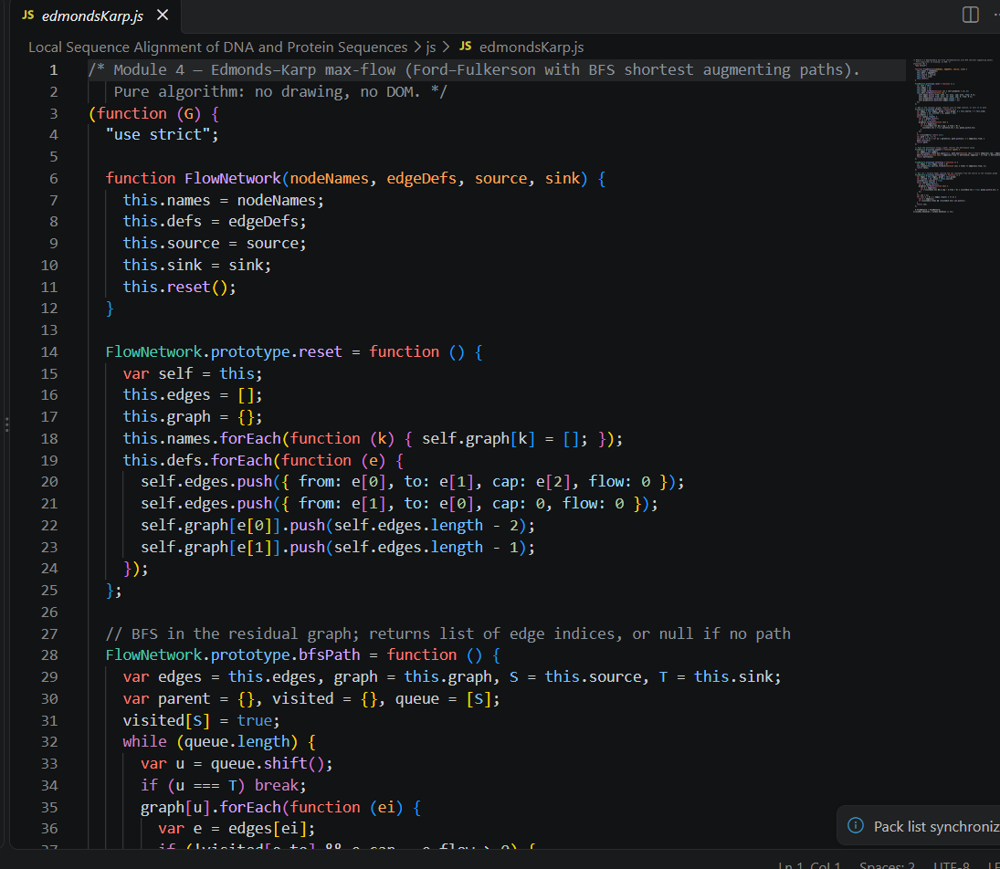 JS edmondsKarp.js
Local Sequence Alignment of DNA and Protein Sequences > js > JS edmondsKarp.js
1 /* Module 4 — Edmonds–Karp max-flow (Ford–Fulkerson with BFS shortest augmenting paths).
2 Pure algorithm: no drawing, no DOM. */
3 (function (G) {
4 "use strict";
5
6 function FlowNetwork(nodeNames, edgeDefs, source, sink) {
7 this.names = nodeNames;
8 this.defs = edgeDefs;
9 this.source = source;
10 this.sink = sink;
11 this.reset();
12 }
13
14 FlowNetwork.prototype.reset = function () {
15 var self = this;
16 this.edges = [];
17 this.graph = {};
18 this.names.forEach(function (k) { self.graph[k] = []; });
19 this.defs.forEach(function (e) {
20 self.edges.push({ from: e[0], to: e[1], cap: e[2], flow: 0 });
21 self.edges.push({ from: e[1], to: e[0], cap: 0, flow: 0 });
22 self.graph[e[0]].push(self.edges.length - 2);
23 self.graph[e[1]].push(self.edges.length - 1);
24 });
25 };
26
27 // BFS in the residual graph; returns list of edge indices, or null if no path
28 FlowNetwork.prototype.bfsPath = function () {
29 var edges = this.edges, graph = this.graph, S = this.source, T = this.sink;
30 var parent = {}, visited = {}, queue = [S];
31 visited[S] = true;
32 while (queue.length) {
33 var u = queue.shift();
34 if (u === T) break;
35 graph[u].forEach(function (ei) {
36 var e = edges[ei];
37 if (!visited[e.to] && e.cap - e.flow > 0) {
Pack list synchroniz
Ln 1, Col 1 Spaces: 2 UTF-8